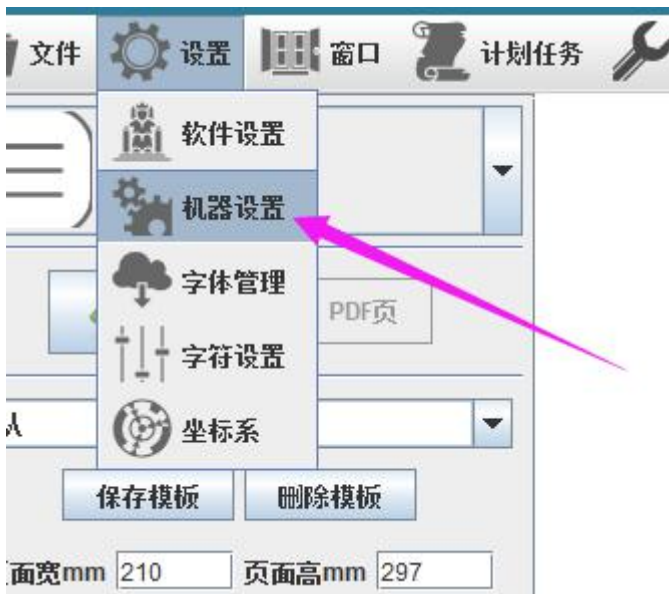 文件 设置 窗口 计划任务
软件设置
机器设置
字体管理
PDF页
字符设置
坐标系
保存模板 删除模板
面宽mm 210 页面高mm 297